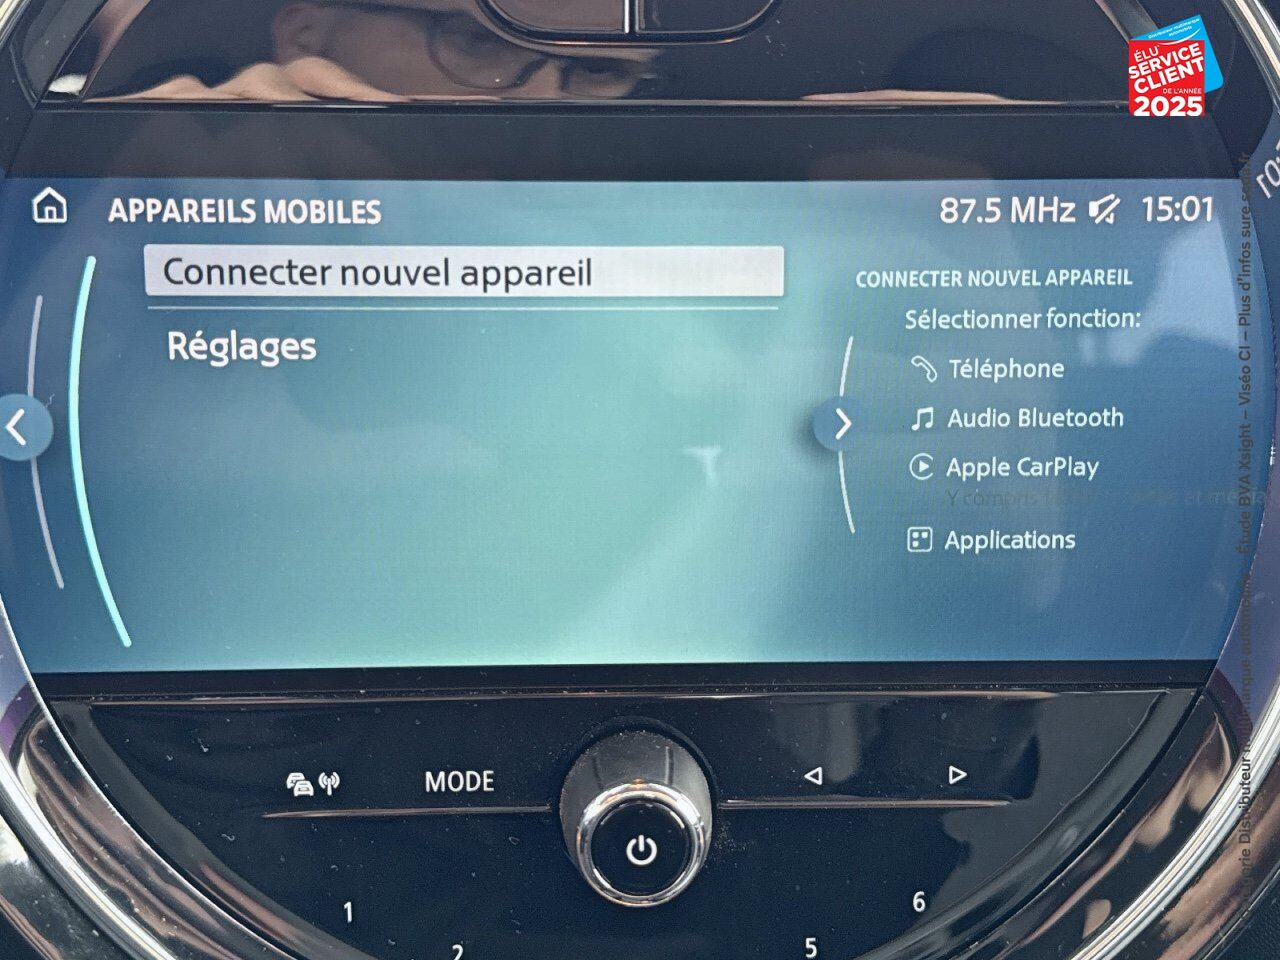 ÉLU
SERVICE
CLIENT
DE L'ANNÉE
2025
APPAREILS MOBILES
87.5 MHz
15:01
Connecter nouvel appareil
Réglages
CONNECTER NOUVEL APPAREIL
Sélectionner fonction:
Téléphone
Audio Bluetooth
Apple CarPlay
Y compris
Applications
MODE
1
2
5
6
Étude BVA Xsight – Viséo CI – Plus d'infos sur